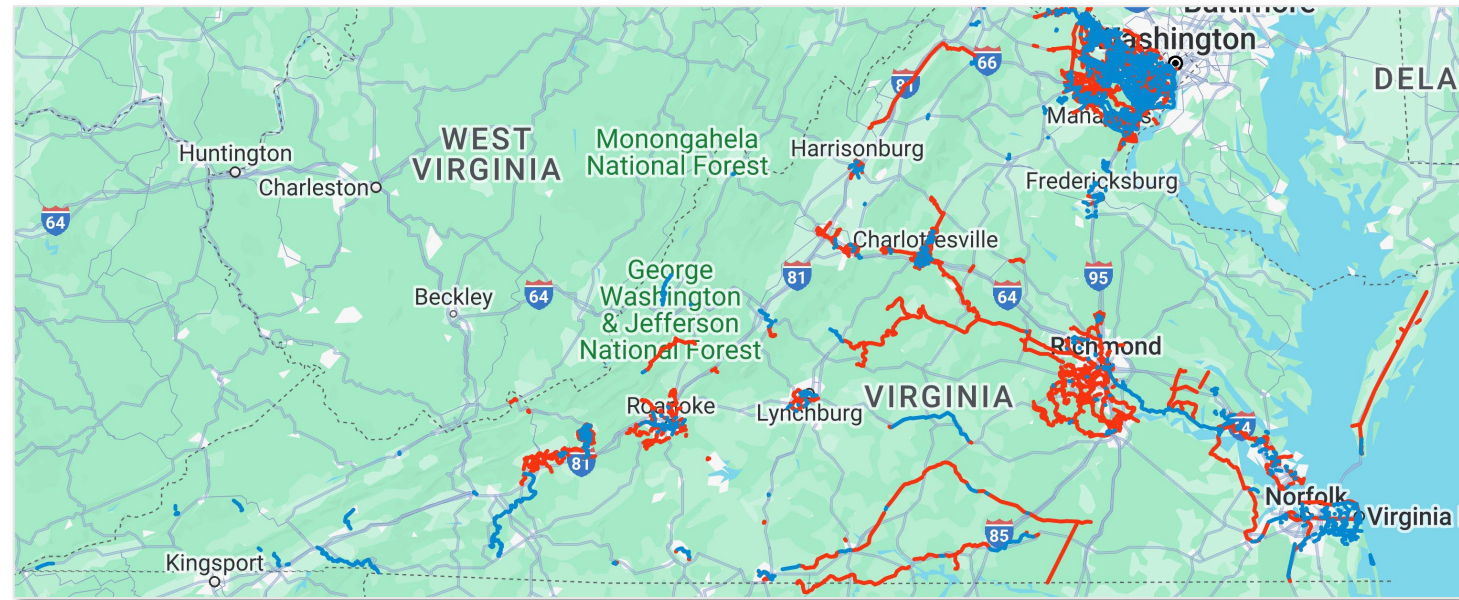 Baltimore
Washington
66
81
DELA
Manassas
WEST
VIRGINIA
Monongahela
National Forest
Harrisonburg
Huntington
Charleston
Fredericksburg
64
Charlottesville
George
Washington
& Jefferson
National Forest
81
64
95
Beckley
64
Richmond
VIRGINIA
Roanoke
Lynchburg
81
Norfolk
Virginia
85
Kingsport